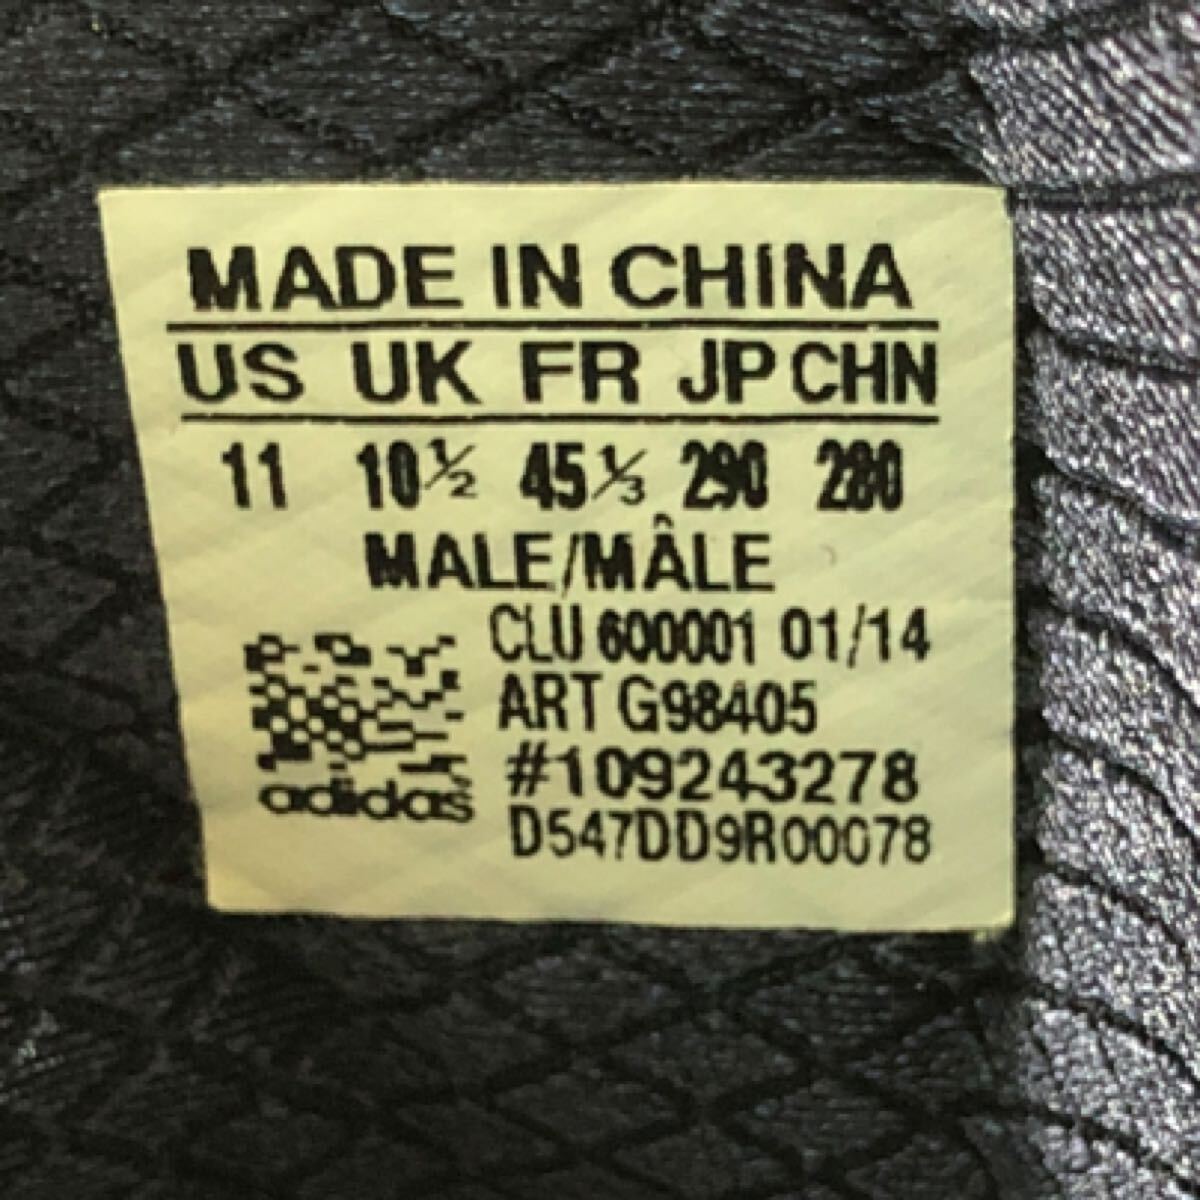 MADE IN CHINA
US UK FR JP CHN
11 10½ 45⅓ 290 280
MALE/MÂLE
CLU 600001 01/14
ART G98405
#109243278
adidas
D547DD9R00078